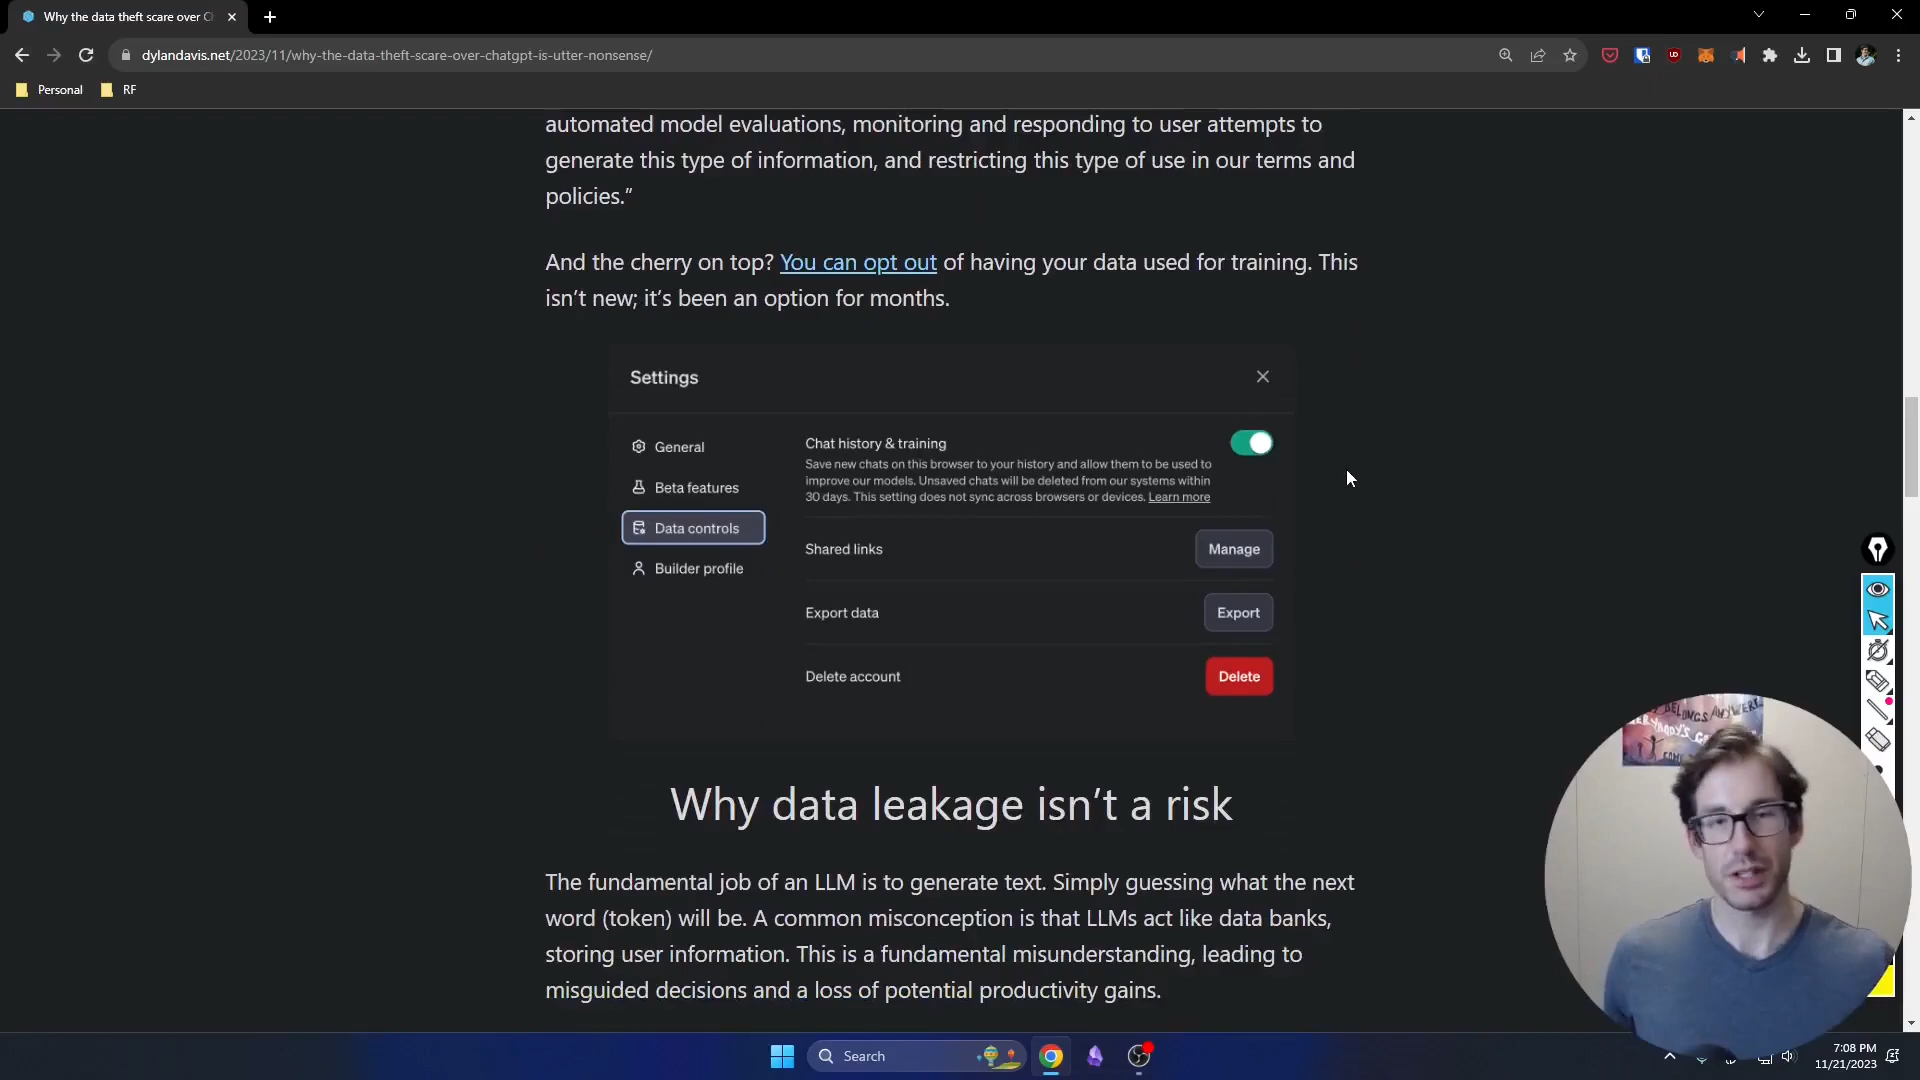 Why the data theft scare over C
dylandavis.net/2023/11/why-the-data-theft-scare-over-chatgpt-is-utter-nonsense/
Personal
RF
automated model evaluations, monitoring and responding to user attempts to
generate this type of information, and restricting this type of use in our terms and
policies.”
And the cherry on top? You can opt out of having your data used for training. This
isn’t new; it’s been an option for months.
Settings
General
Beta features
Data controls
Builder profile
Chat history & training
Save new chats on this browser to your history and allow them to be used to
improve our models. Unsaved chats will be deleted from our systems within
30 days. This setting does not sync across browsers or devices. Learn more
Shared links
Manage
Export data
Export
Delete account
Delete
Why data leakage isn’t a risk
The fundamental job of an LLM is to generate text. Simply guessing what the next
word (token) will be. A common misconception is that LLMs act like data banks,
storing user information. This is a fundamental misunderstanding, leading to
misguided decisions and a loss of potential productivity gains.
BELONGS ANYWHERE
Search
7:08 PM
11/21/2023